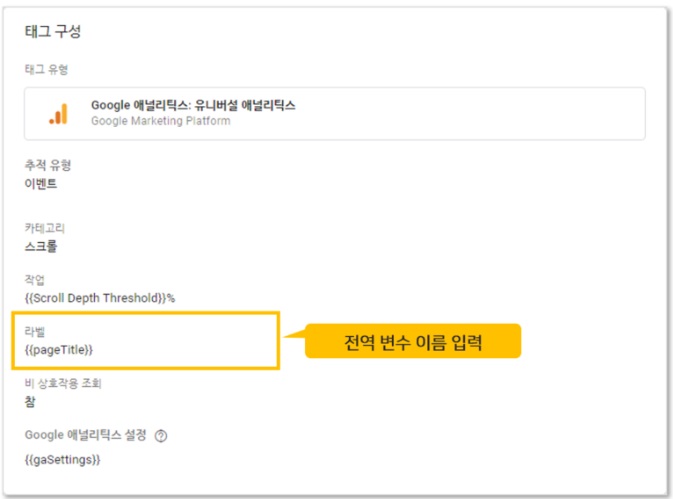 태그 구성
태그 유형
Google 애널리틱스: 유니버설 애널리틱스
Google Marketing Platform
추적 유형
이벤트
카테고리
스크롤
작업
{{Scroll Depth Threshold}}%
라벨
{{pageTitle}}
전역 변수 이름 입력
비 상호작용 조회
참
Google 애널리틱스 설정 ?
{{gaSettings}}